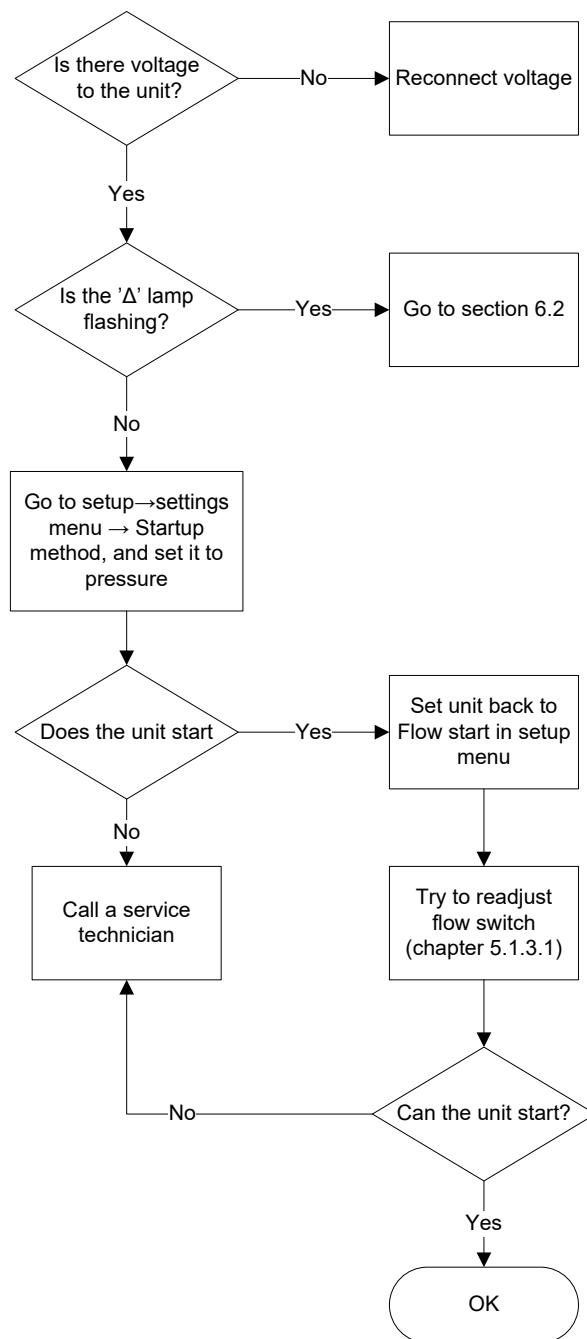 Is there voltage
to the unit?
No
Reconnect voltage
Yes
Is the ’Δ’ lamp
flashing?
Yes
Go to section 6.2
No
Go to setup→settings
menu → Startup
method, and set it to
pressure
Does the unit start
Yes
Set unit back to
Flow start in setup
menu
No
Call a service
technician
Try to readjust
flow switch
(chapter 5.1.3.1)
No
Can the unit start?
Yes
OK